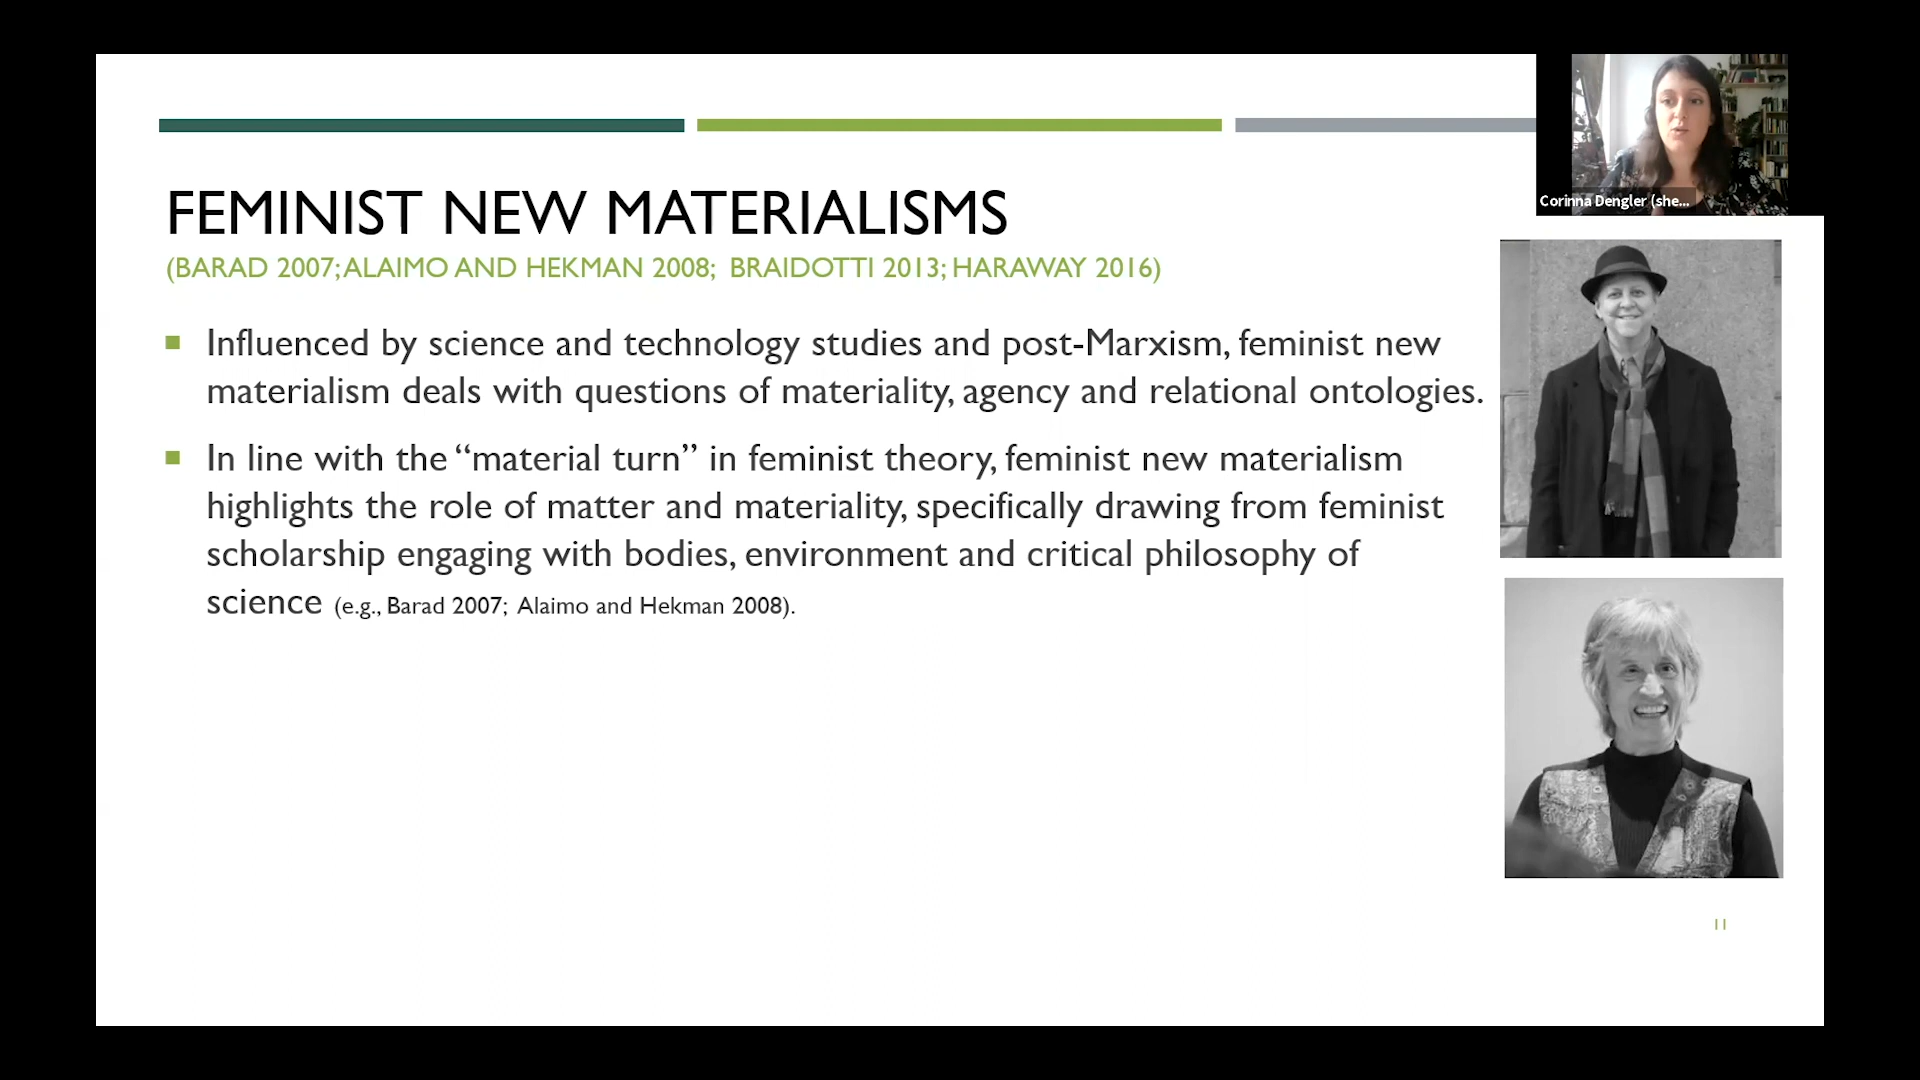 Corinna Dengler (she...
FEMINIST NEW MATERIALISMS
(BARAD 2007; ALAIMO AND HEKMAN 2008; BRAIDOTTI 2013; HARAWAY 2016)
Influenced by science and technology studies and post-Marxism, feminist new
materialism deals with questions of materiality, agency and relational ontologies.
In line with the “material turn” in feminist theory, feminist new materialism
highlights the role of matter and materiality, specifically drawing from feminist
scholarship engaging with bodies, environment and critical philosophy of
science (e.g., Barad 2007; Alaimo and Hekman 2008).
11